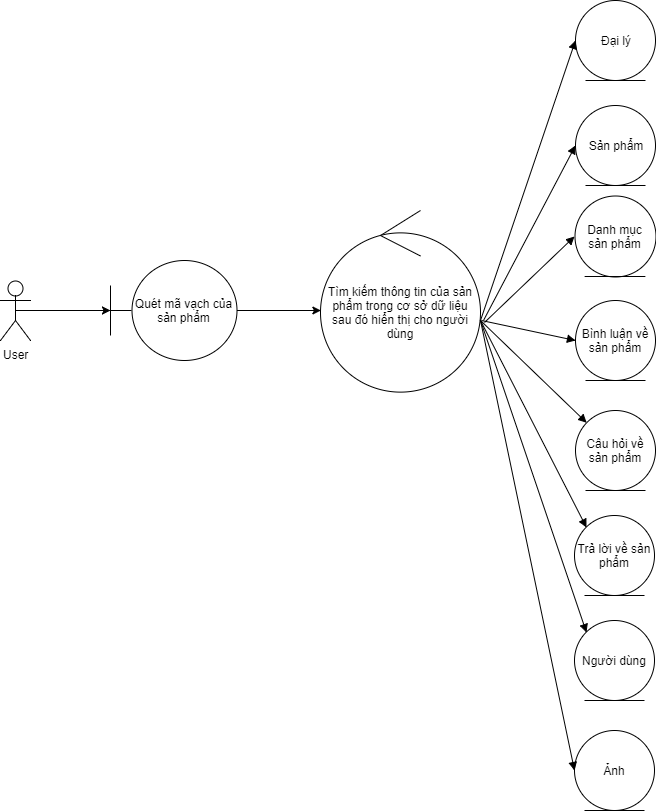 Đại lý
Sản phẩm
Danh mục
sản phẩm
Quét mã vạch của
sản phẩm
Tìm kiếm thông tin của sản
phẩm trong cơ sở dữ liệu
sau đó hiển thị cho người
dùng
User
Bình luận về
sản phẩm
Câu hỏi về
sản phẩm
Trả lời về sản
phẩm
Người dùng
Ảnh